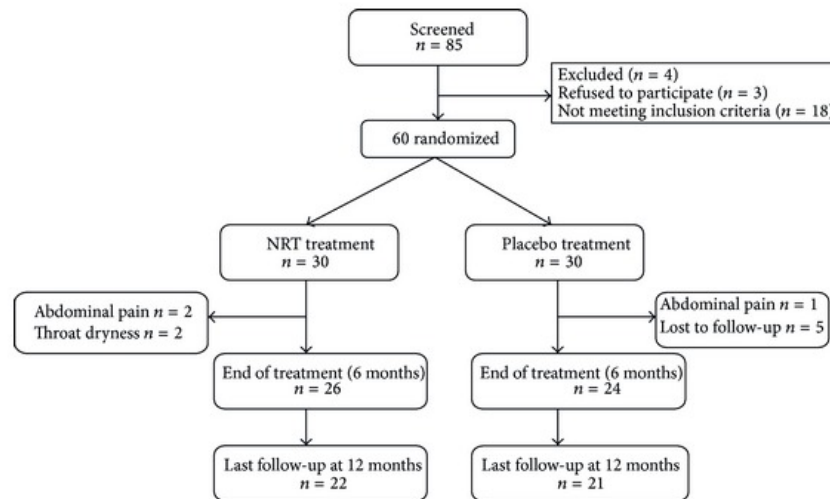 Screened
n = 85
Excluded (n = 4)
Refused to participate (n = 3)
Not meeting inclusion criteria (n = 18)
60 randomized
NRT treatment
n = 30
Placebo treatment
n = 30
Abdominal pain n = 2
Throat dryness n = 2
Abdominal pain n = 1
Lost to follow-up n = 5
End of treatment (6 months)
n = 26
End of treatment (6 months)
n = 24
Last follow-up at 12 months
n = 22
Last follow-up at 12 months
n = 21